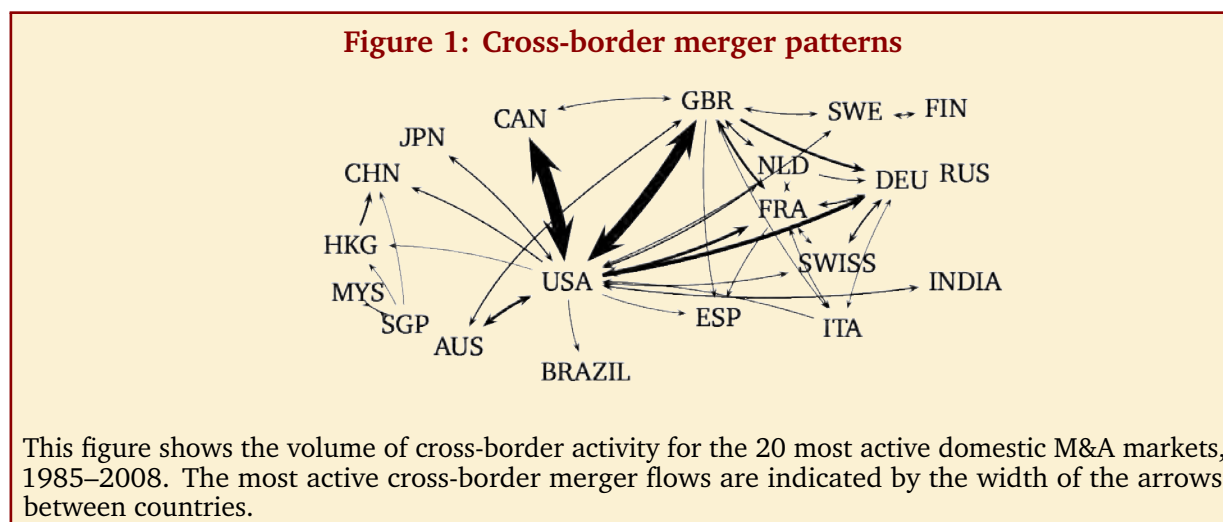 Figure 1: Cross-border merger patterns
GBR
CAN
SWE
FIN
JPN
NLD
CHN
DEU
RUS
FRA
HKG
SWISS
USA
INDIA
MYS
SGP
ESP
ITA
AUS
BRAZIL
This figure shows the volume of cross-border activity for the 20 most active domestic M&A markets,
1985–2008. The most active cross-border merger flows are indicated by the width of the arrows
between countries.